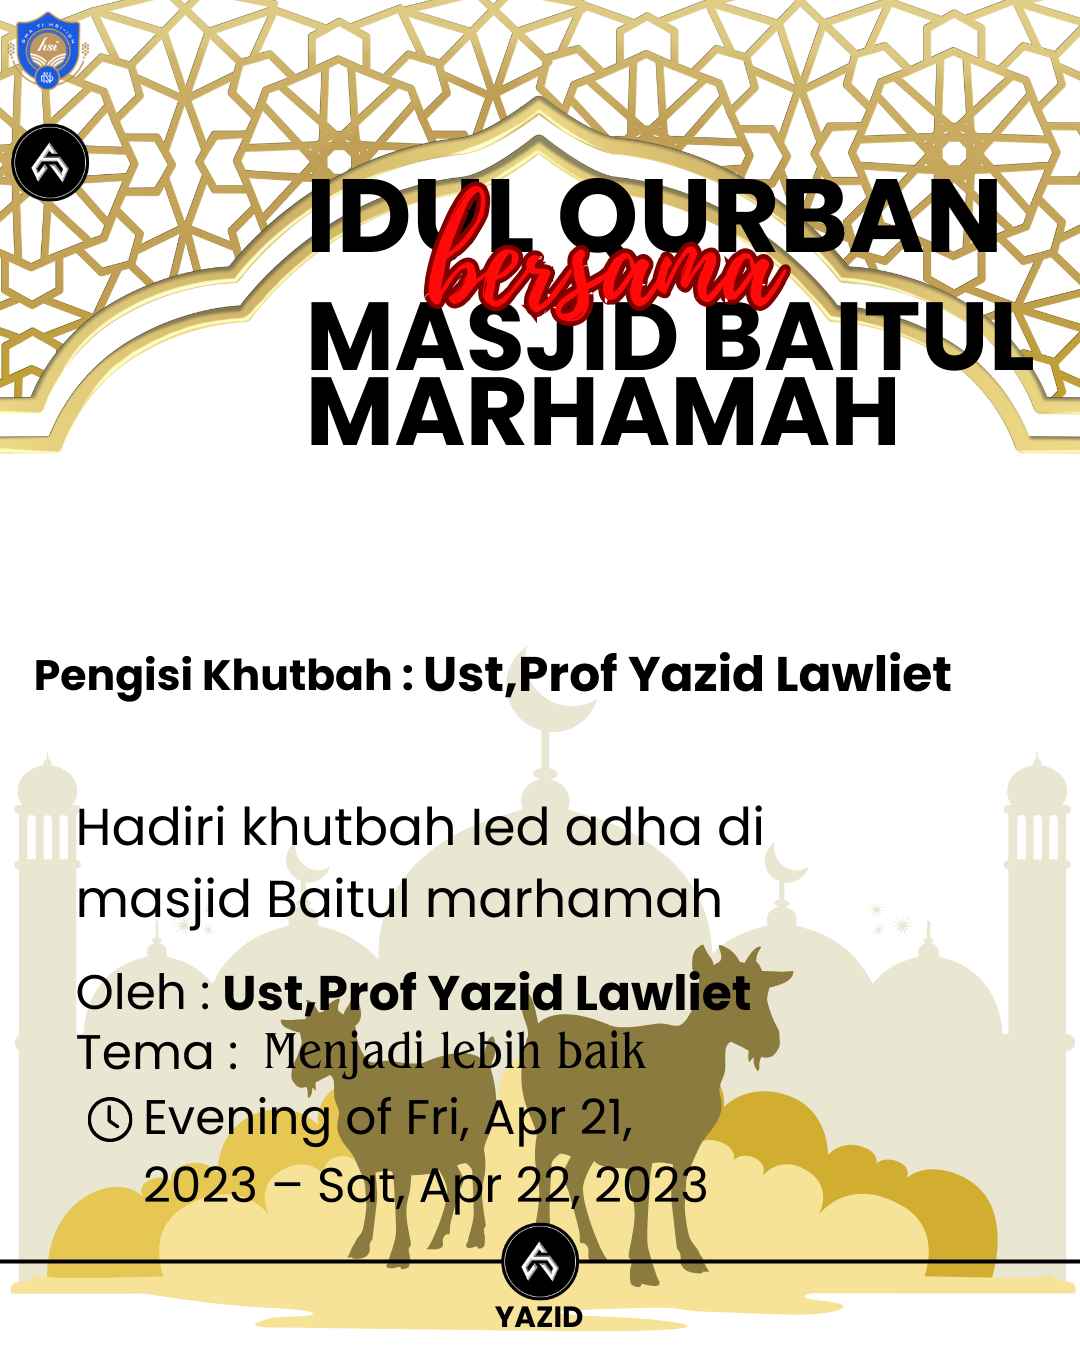 hsi
IDUL QURBAN
bersama
MASJID BAITUL
MARHAMAH
Pengisi Khutbah : Ust,Prof Yazid Lawliet
Hadiri khutbah Ied adha di
masjid Baitul marhamah
Oleh : Ust,Prof Yazid Lawliet
Tema : Menjadi lebih baik
Evening of Fri, Apr 21,
2023 – Sat, Apr 22, 2023
YAZID